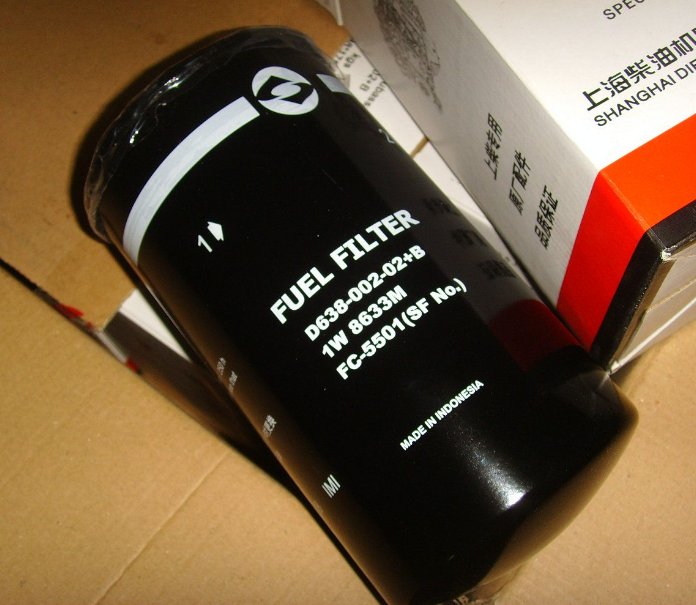 SPEC
上海柴油机
SHANGHAI DIE
上柴专用
原厂配件
品质保证
1
FUEL FILTER
D638-002-02+B
1W 8633M
FC-5501(SF No.)
MADE IN INDONESIA